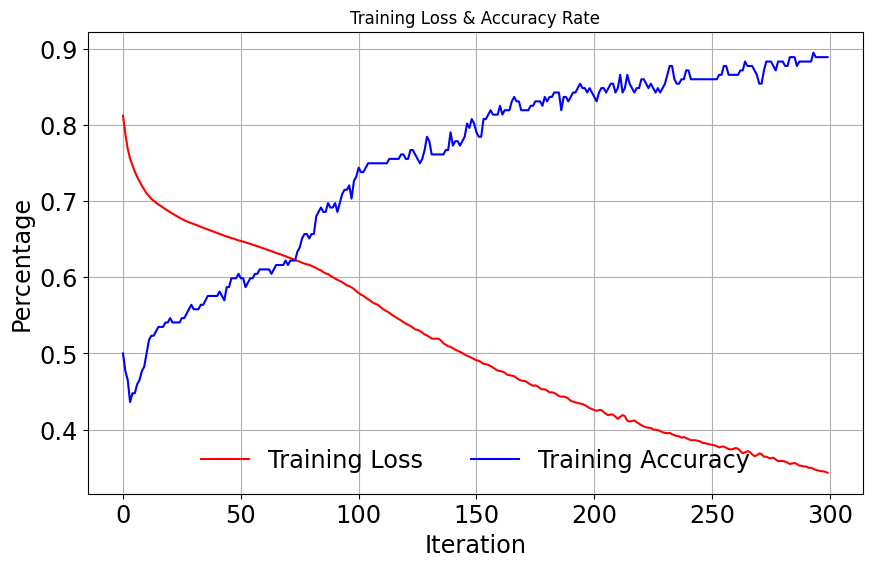 Training Loss & Accuracy Rate
0.9
0.8
0.7
0.6
0.5
0.4
Percentage
Training Loss Training Accuracy
0 50 100 150 200 250 300
Iteration